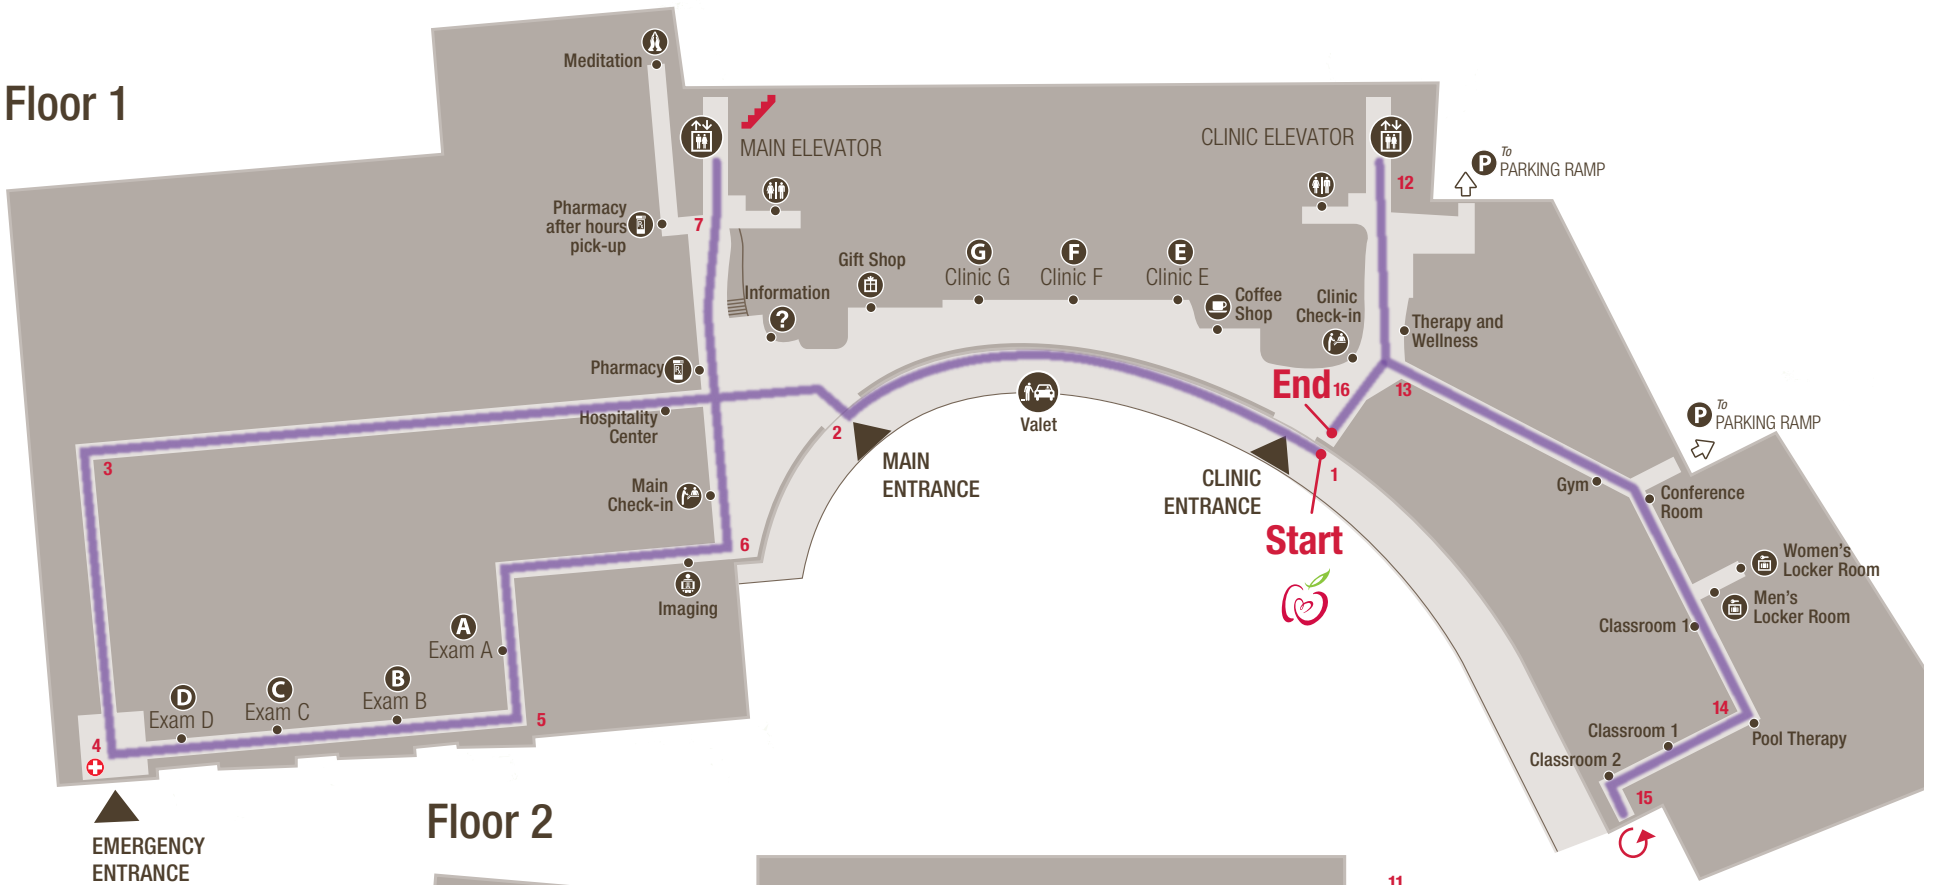 Floor 1
Meditation
MAIN ELEVATOR
CLINIC ELEVATOR
12
P
To
PARKING RAMP
Pharmacy
after hours
pick-up
7
Gift Shop
G
Clinic G
F
Clinic F
E
Clinic E
Information
?
Coffee
Shop
Clinic
Check-in
Therapy and
Wellness
Pharmacy
Hospitality
Center
End
16
13
Valet
2
MAIN
ENTRANCE
CLINIC
ENTRANCE
1
Start
P
To
PARKING RAMP
3
Main
Check-in
6
Imaging
Gym
Conference
Room
Women's
Locker Room
Men's
Locker Room
Classroom 1
A
Exam A
B
Exam B
C
Exam C
D
Exam D
5
4
14
Classroom 1
Classroom 2
Pool Therapy
15
EMERGENCY
ENTRANCE
Floor 2
11